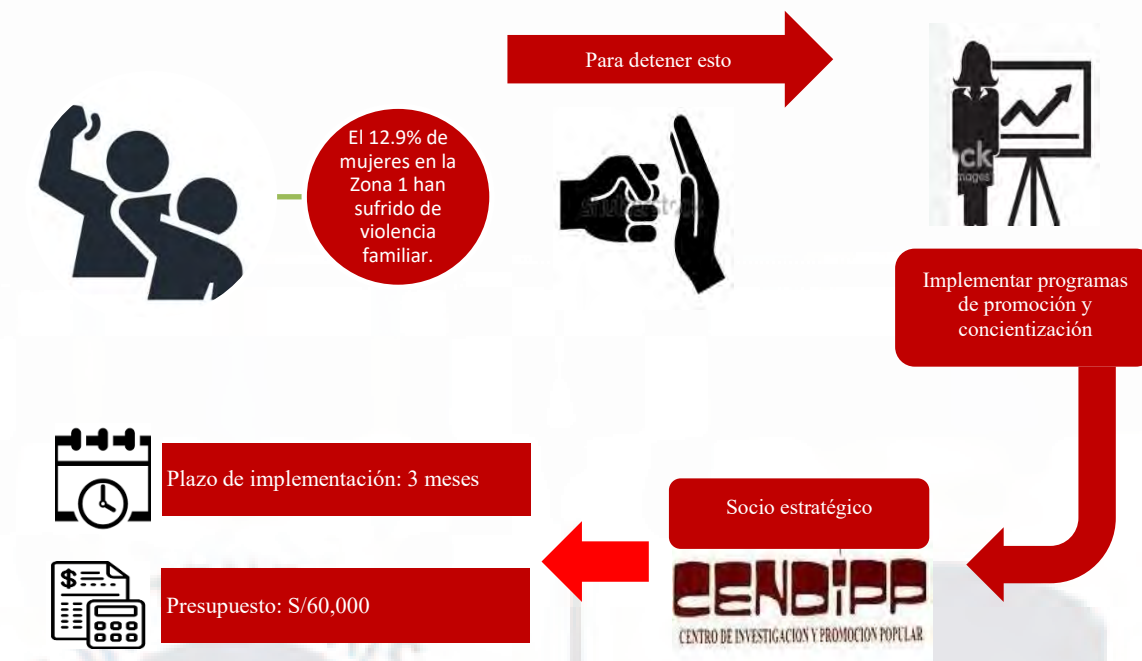 Para detener esto
El 12.9% de
mujeres en la
Zona 1 han
sufrido de
violencia
familiar.
Implementar programas
de promoción y
concientización
Plazo de implementación: 3 meses
Socio estratégico
CENDIPP
CENTRO DE INVESTIGACION Y PROMOCION POPULAR
$
Presupuesto: S/60,000